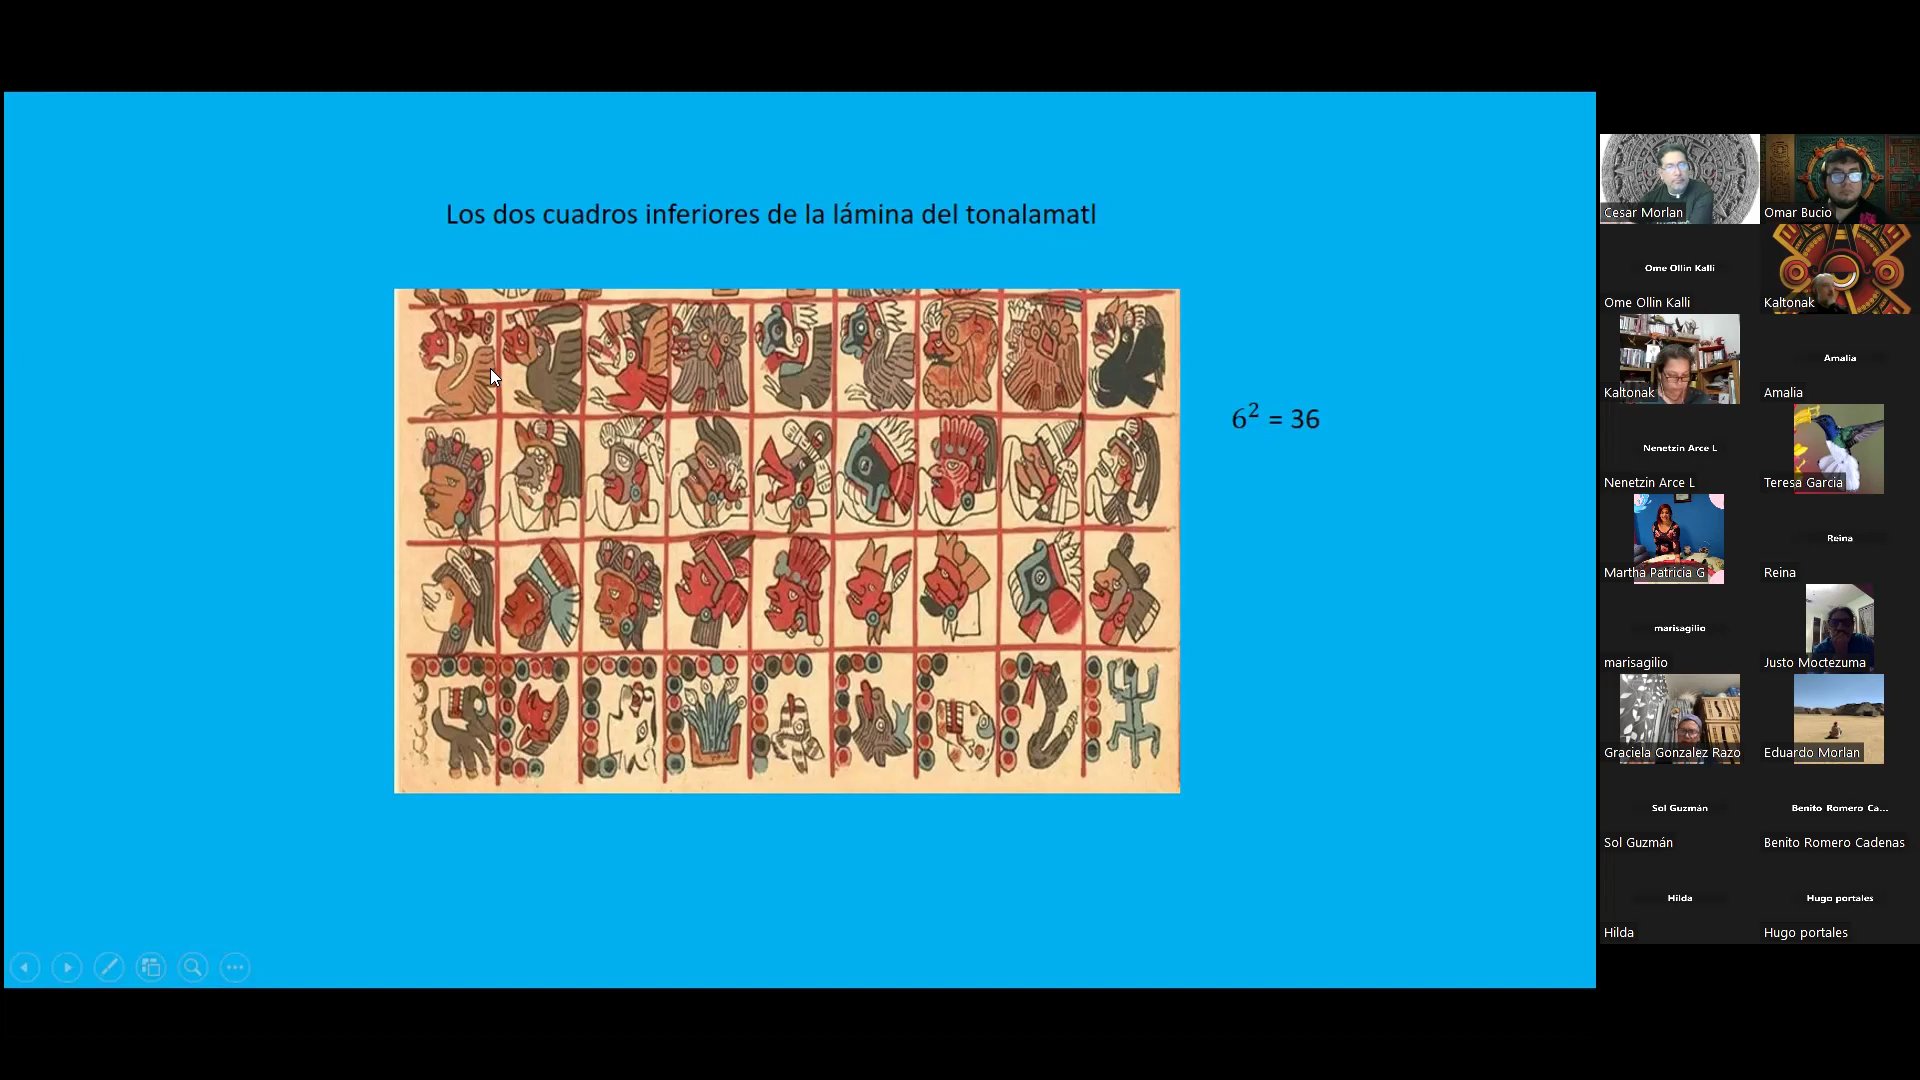 Los dos cuadros inferiores de la lámina del tonalamatl
6² = 36
Cesar Morlan
Omar Bucio
Ome Ollin Kalli
Ome Ollin Kalli
Kaltonak
Kaltonak
Amalia
Amalia
Nenetzin Arce L
Nenetzin Arce L
Teresa Garcia
Martha Patricia G
Reina
Reina
marisagilio
marisagilio
Justo Moctezuma
Graciela Gonzalez Razo
Eduardo Morlan
Sol Guzmán
Sol Guzmán
Benito Romero Ca...
Benito Romero Cadenas
Hilda
Hilda
Hugo portales
Hugo portales